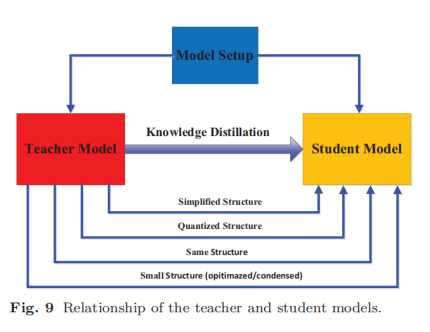 Model Setup
Knowledge Distillation
Teacher Model
Student Model
Simplified Structure
Quantized Structure
Same Structure
Small Structure (opitimazed/condensed)
Fig. 9 Relationship of the teacher and student models.